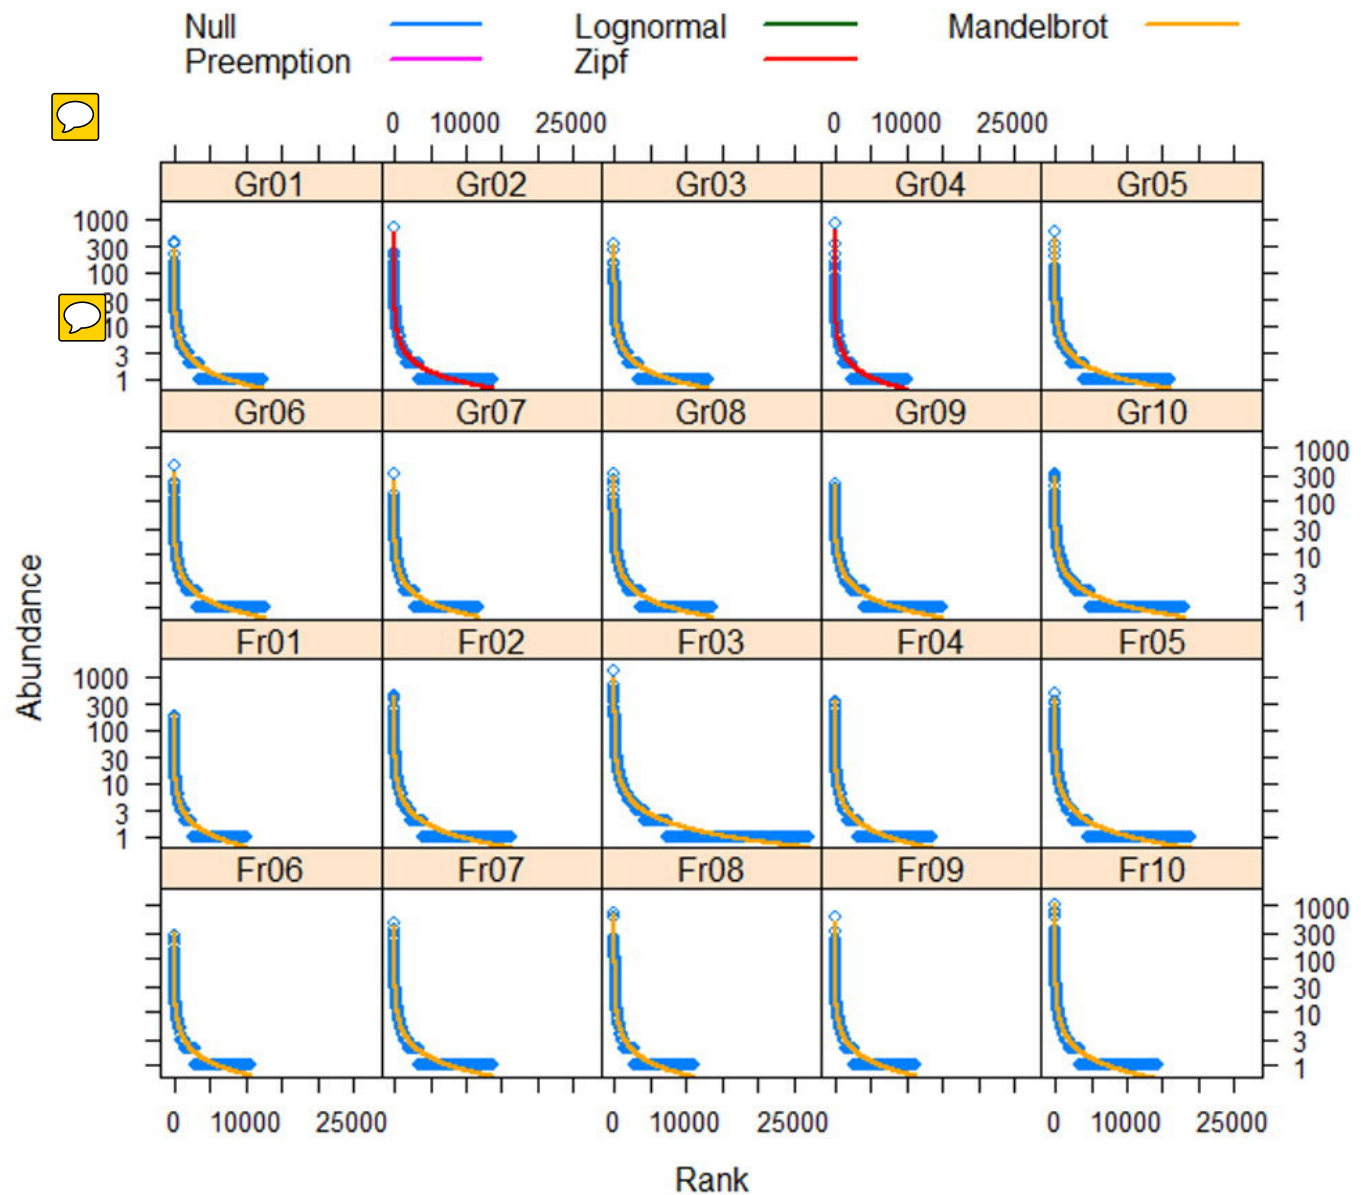 Null Lognormal Mandelbrot
Preemption Zipf
0 10000 25000 0 10000 25000
Gr01 Gr02 Gr03 Gr04 Gr05
1000
300
100
30
10
3
1
Gr06 Gr07 Gr08 Gr09 Gr10
1000
300
100
30
10
3
1
Abundance
Fr01 Fr02 Fr03 Fr04 Fr05
1000
300
100
30
10
3
1
Fr06 Fr07 Fr08 Fr09 Fr10
1000
300
100
30
10
3
1
0 10000 25000 0 10000 25000 0 10000 25000
Rank